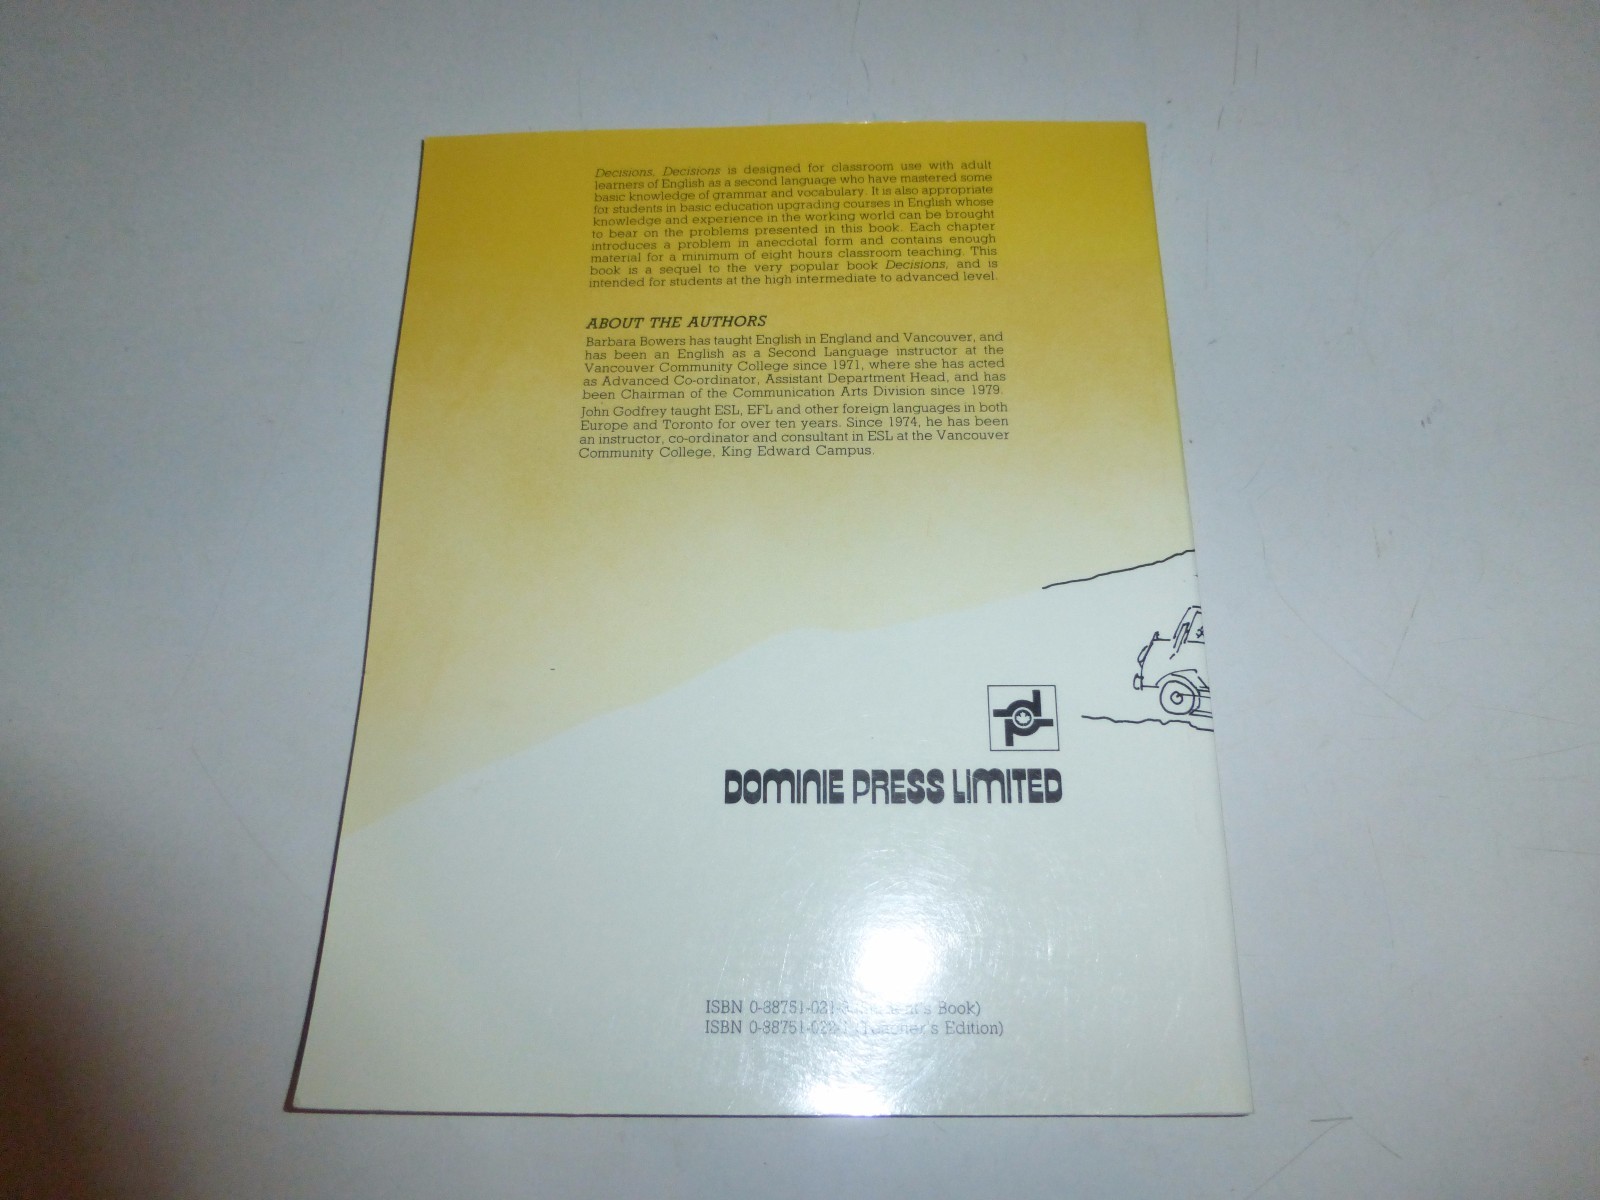 Decisions, Decisions is designed for classroom use with adult
learners of English as a second language who have mastered some
basic knowledge of grammar and vocabulary. It is also appropriate
for students in basic education upgrading courses in English whose
knowledge and experience in the working world can be brought
to bear on the problems presented in this book. Each chapter
introduces a problem in anecdotal form and contains enough
material for a minimum of eight hours classroom teaching. This
book is a sequel to the very popular book Decisions, and is
intended for students at the high intermediate to advanced level.
ABOUT THE AUTHORS
Barbara Bowers has taught English in England and Vancouver, and
has been an English as a Second Language instructor at the
Vancouver Community College since 1971, where she has acted
as Advanced Co-ordinator, Assistant Department Head, and has
been Chairman of the Communication Arts Division since 1979.
John Godfrey taught ESL, EFL and other foreign languages in both
Europe and Toronto for over ten years. Since 1974, he has been
an instructor, co-ordinator and consultant in ESL at the Vancouver
Community College, King Edward Campus.
dp
DOMINIE PRESS LIMITED
ISBN Book)
ISBN (Teacher's Edition)